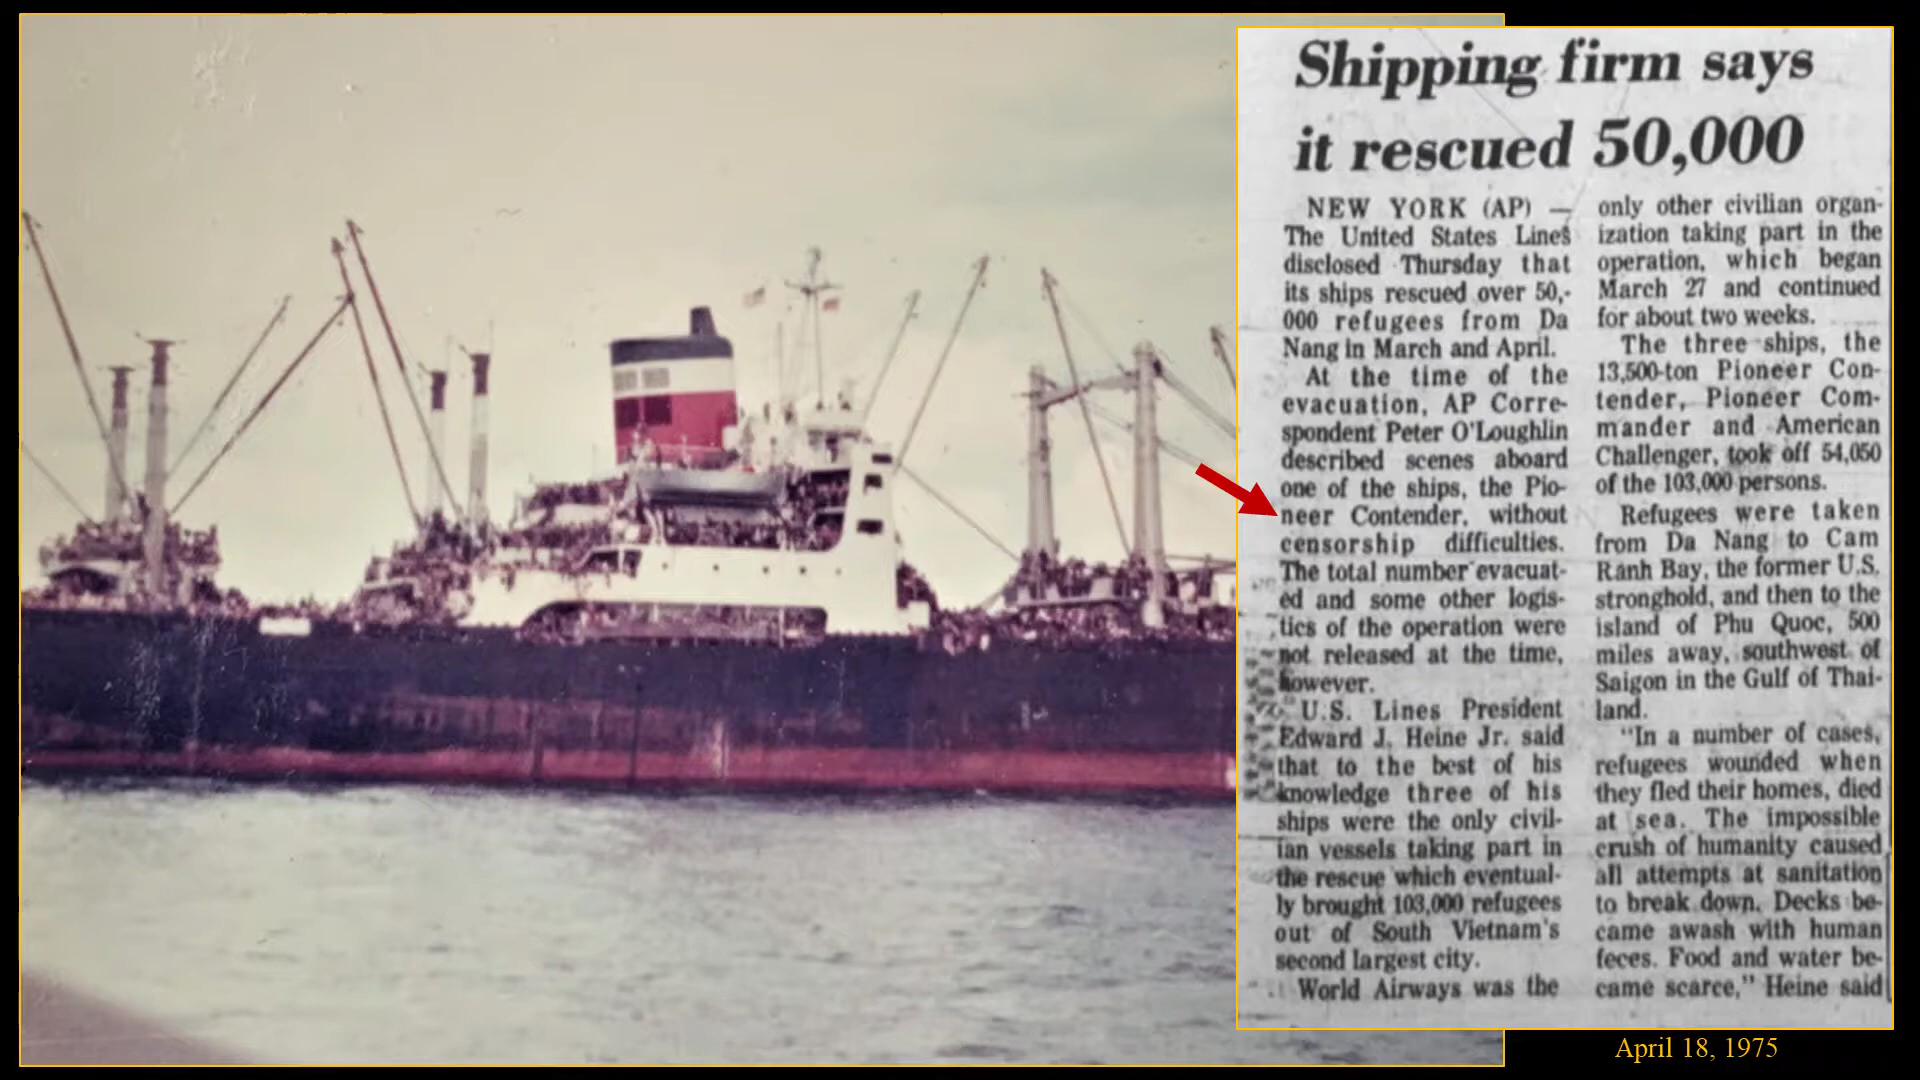 Shipping firm says
it rescued 50,000
NEW YORK (AP) —
The United States Lines
disclosed Thursday that
its ships rescued over 50,-
000 refugees from Da
Nang in March and April.
At the time of the
evacuation, AP Corre-
spondent Peter O'Loughlin
described scenes aboard
one of the ships, the Pio-
neer Contender, without
censorship difficulties.
The total number evacuat-
ed and some other logis-
tics of the operation were
not released at the time,
however.
U.S. Lines President
Edward J. Heine Jr. said
that to the best of his
knowledge three of his
ships were the only civil-
ian vessels taking part in
the rescue which eventual-
ly brought 103,000 refugees
out of South Vietnam's
second largest city.
World Airways was the
only other civilian organ-
ization taking part in the
operation, which began
March 27 and continued
for about two weeks.
The three ships, the
13,500-ton Pioneer Con-
tender, Pioneer Com-
mander and American
Challenger, took off 54,050
of the 103,000 persons.
Refugees were taken
from Da Nang to Cam
Ranh Bay, the former U.S.
stronghold, and then to the
island of Phu Quoc, 500
miles away, southwest of
Saigon in the Gulf of Thai-
land.
"In a number of cases,
refugees wounded when
they fled their homes, died
at sea. The impossible
crush of humanity caused
all attempts at sanitation
to break down. Decks be-
came awash with human
feces. Food and water be-
came scarce," Heine said
April 18, 1975